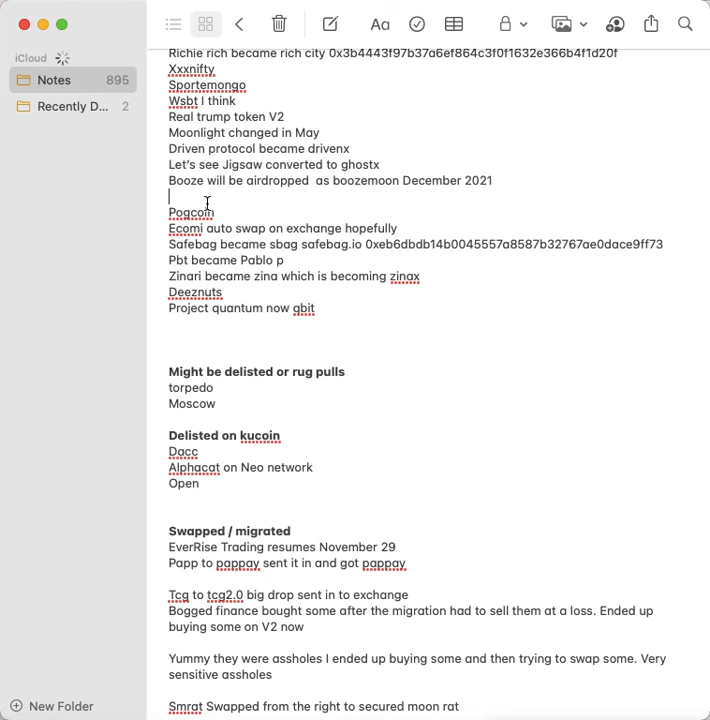 iCloud
Notes 895
Recently D... 2
New Folder
Aa
Richie rich became rich city 0x3b4443f97b37a6ef864c3f0f1632e366b4f1d20f
Xxxnifty
Sportemongo
Wsbt I think
Real trump token V2
Moonlight changed in May
Driven protocol became drivenx
Let's see Jigsaw converted to ghostx
Booze will be airdropped  as boozemoon December 2021
Pogcoin
Ecomi auto swap on exchange hopefully
Safebag became sbag safebag.io 0xeb6dbdb14b0045557a8587b32767ae0dace9ff73
Pbt became Pablo p
Zinari became zina which is becoming zinax
Deeznuts
Project quantum now qbit
Might be delisted or rug pulls
torpedo
Moscow
Delisted on kucoin
Dacc
Alphacat on Neo network
Open
Swapped / migrated
EverRise Trading resumes November 29
Papp to pappay sent it in and got pappay
Tcg to tcg2.0 big drop sent in to exchange
Bogged finance bought some after the migration had to sell them at a loss. Ended up
buying some on V2 now
Yummy they were assholes I ended up buying some and then trying to swap some. Very
sensitive assholes
Smrat Swapped from the right to secured moon rat